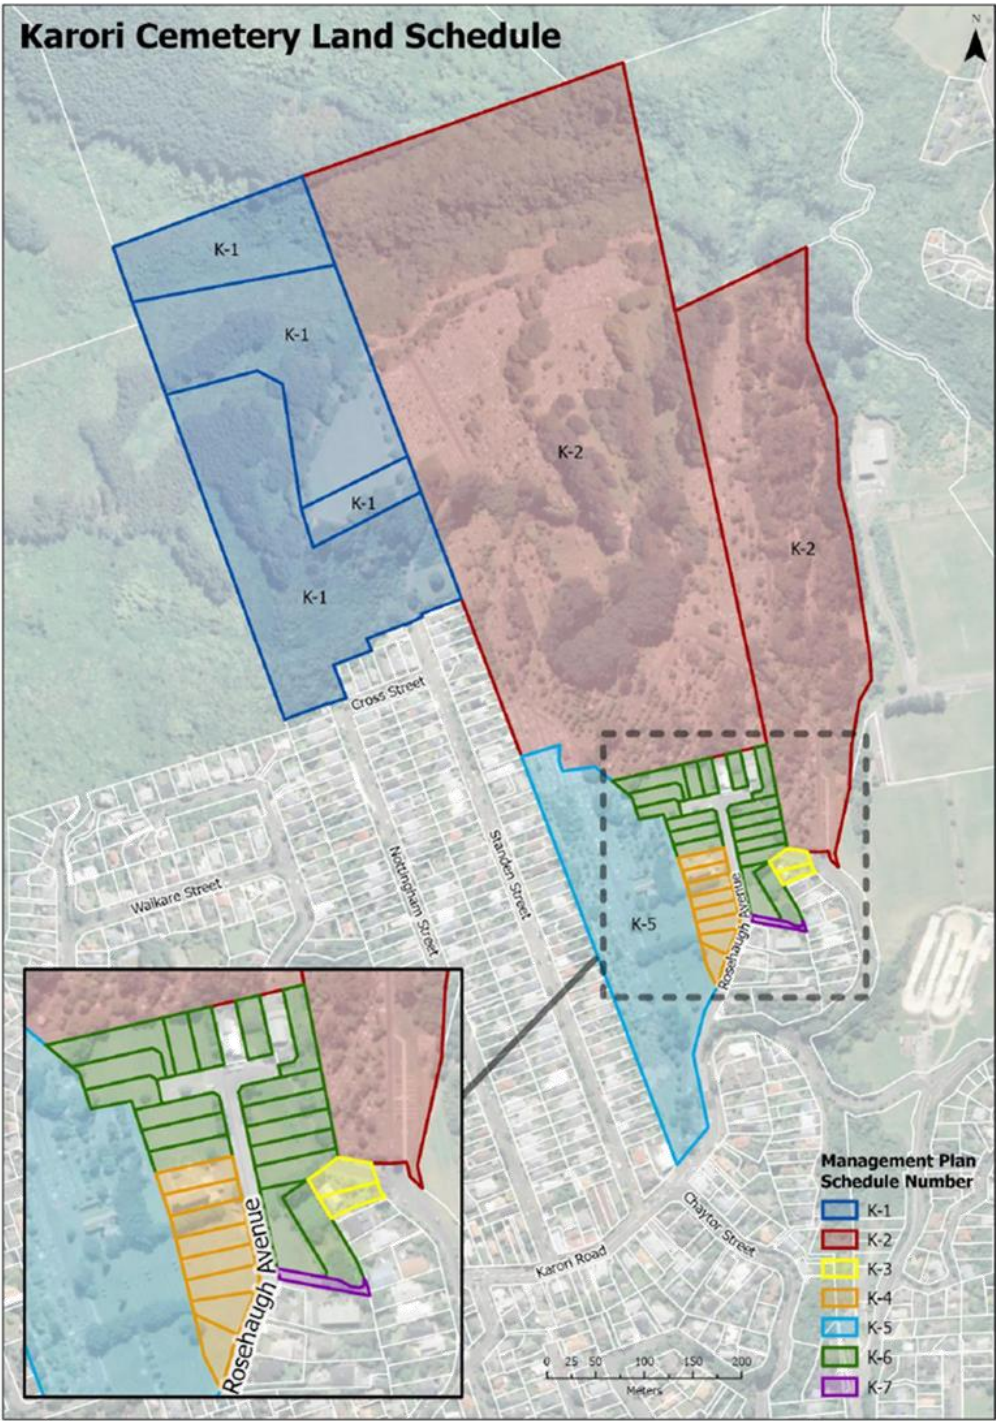 Karori Cemetery Land Schedule
N
K-1
K-1
K-2
K-1
K-2
K-1
Cross Street
Standen Street
Nottingham Street
Walkare Street
K-5
Rosehaugh Avenue
Rosehaugh Avenue
Chaytor Street
Karori Road
Management Plan
Schedule Number
K-1
K-2
K-3
K-4
K-5
K-6
K-7
0 25 50 100 150 200
Meters